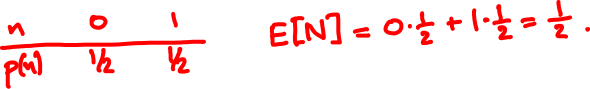 n 0 1 E[N] = 0·1/2 + 1·1/2 = 1/2.
p(n) 1/2 1/2